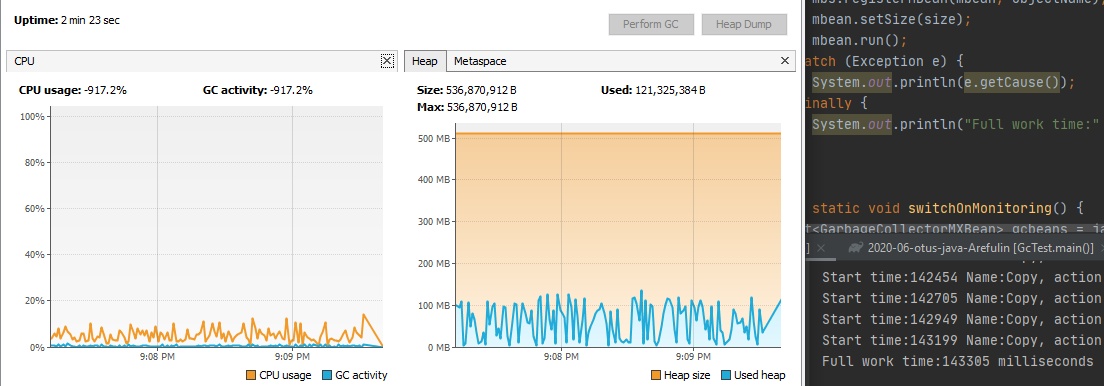 Uptime: 2 min 23 sec
Perform GC
Heap Dump
CPU
CPU usage: -917.2%
GC activity: -917.2%
100%
80%
60%
40%
20%
0%
9:08 PM
9:09 PM
CPU usage
GC activity
Heap
Metaspace
Size: 536,870,912 B
Used: 121,325,384 B
Max: 536,870,912 B
500 MB
400 MB
300 MB
200 MB
100 MB
0 MB
9:08 PM
9:09 PM
Heap size
Used heap
mbean.setSize(size);
mbean.run();
atch (Exception e) {
System.out.println(e.getCause());
nally {
System.out.println("Full work time:"
static void switchOnMonitoring() {
t<GarbageCollectorMXBean> gcbeans = ja
2020-06-otus-java-Arefulin [GcTest.main()]
Start time:142454 Name:Copy, action
Start time:142705 Name:Copy, action
Start time:142949 Name:Copy, action
Start time:143199 Name:Copy, action
Full work time:143305 milliseconds